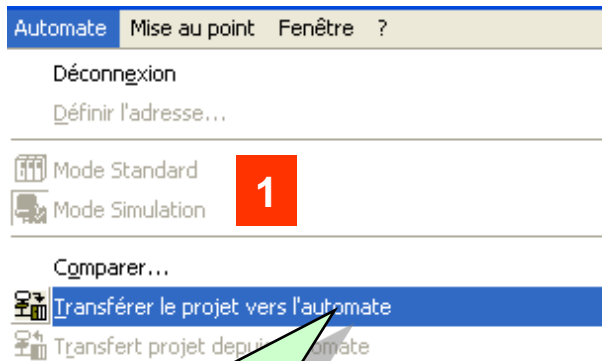 Automate Mise au point Fenêtre ?
Déconnexion
Définir l'adresse...
Mode Standard
1
Mode Simulation
Comparer...
Transférer le projet vers l'automate
Transfert projet depuis automate